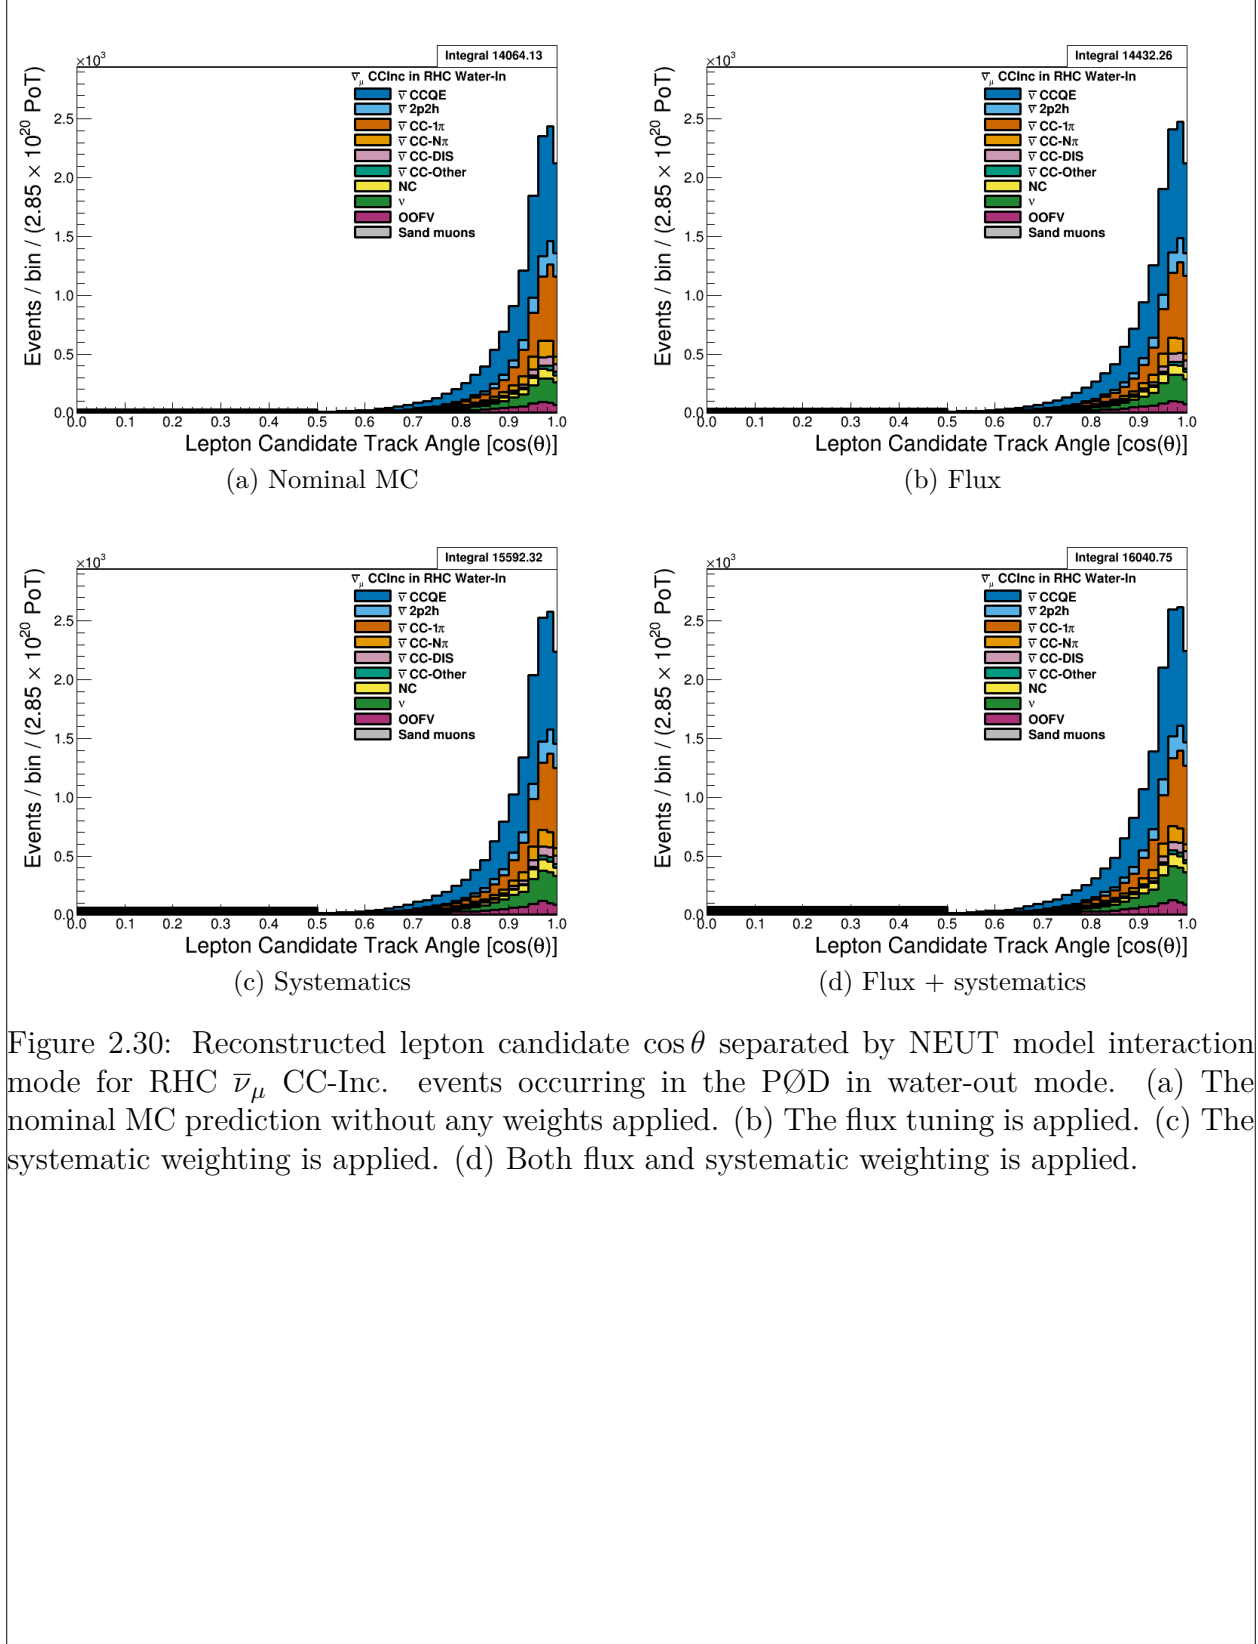 Integral 14064.13
×10³
ν̅μ CCInc in RHC Water-In
ν̅ CCQE
ν̅ 2p2h
ν̅ CC-1π
ν̅ CC-Nπ
ν̅ CC-DIS
ν̅ CC-Other
NC
ν
OOFV
Sand muons
Events / bin / (2.85 × 10²⁰ PoT)
2.5
2.0
1.5
1.0
0.5
0.0
0.0 0.1 0.2 0.3 0.4 0.5 0.6 0.7 0.8 0.9 1.0
Lepton Candidate Track Angle [cos(θ)]
(a) Nominal MC
Integral 14432.26
×10³
ν̅μ CCInc in RHC Water-In
ν̅ CCQE
ν̅ 2p2h
ν̅ CC-1π
ν̅ CC-Nπ
ν̅ CC-DIS
ν̅ CC-Other
NC
ν
OOFV
Sand muons
Events / bin / (2.85 × 10²⁰ PoT)
2.5
2.0
1.5
1.0
0.5
0.0
0.0 0.1 0.2 0.3 0.4 0.5 0.6 0.7 0.8 0.9 1.0
Lepton Candidate Track Angle [cos(θ)]
(b) Flux
Integral 15592.32
×10³
ν̅μ CCInc in RHC Water-In
ν̅ CCQE
ν̅ 2p2h
ν̅ CC-1π
ν̅ CC-Nπ
ν̅ CC-DIS
ν̅ CC-Other
NC
ν
OOFV
Sand muons
Events / bin / (2.85 × 10²⁰ PoT)
2.5
2.0
1.5
1.0
0.5
0.0
0.0 0.1 0.2 0.3 0.4 0.5 0.6 0.7 0.8 0.9 1.0
Lepton Candidate Track Angle [cos(θ)]
(c) Systematics
Integral 16040.75
×10³
ν̅μ CCInc in RHC Water-In
ν̅ CCQE
ν̅ 2p2h
ν̅ CC-1π
ν̅ CC-Nπ
ν̅ CC-DIS
ν̅ CC-Other
NC
ν
OOFV
Sand muons
Events / bin / (2.85 × 10²⁰ PoT)
2.5
2.0
1.5
1.0
0.5
0.0
0.0 0.1 0.2 0.3 0.4 0.5 0.6 0.7 0.8 0.9 1.0
Lepton Candidate Track Angle [cos(θ)]
(d) Flux + systematics
Figure 2.30: Reconstructed lepton candidate cos θ separated by NEUT model interaction
mode for RHC ν̅μ CC-Inc. events occurring in the PØD in water-out mode. (a) The
nominal MC prediction without any weights applied. (b) The flux tuning is applied. (c) The
systematic weighting is applied. (d) Both flux and systematic weighting is applied.